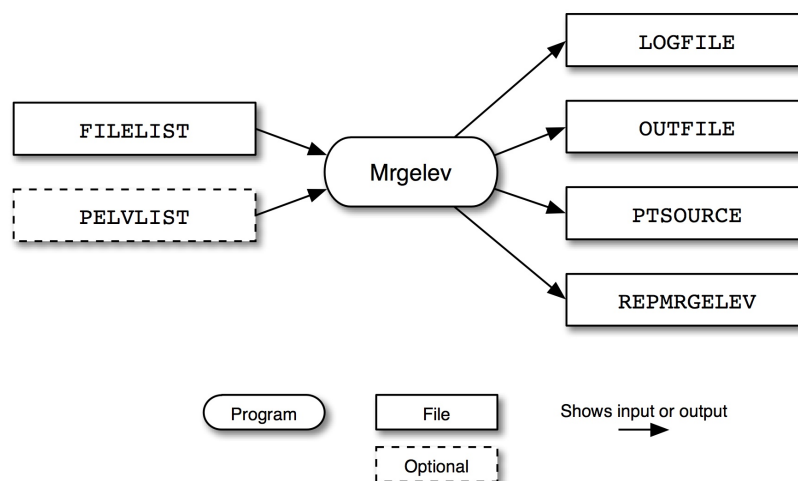 LOGFILE
FILELIST
OUTFILE
Mrgelev
PELVLIST
PTSOURCE
REPMRGELEV
Program
File
Shows input or output
Optional